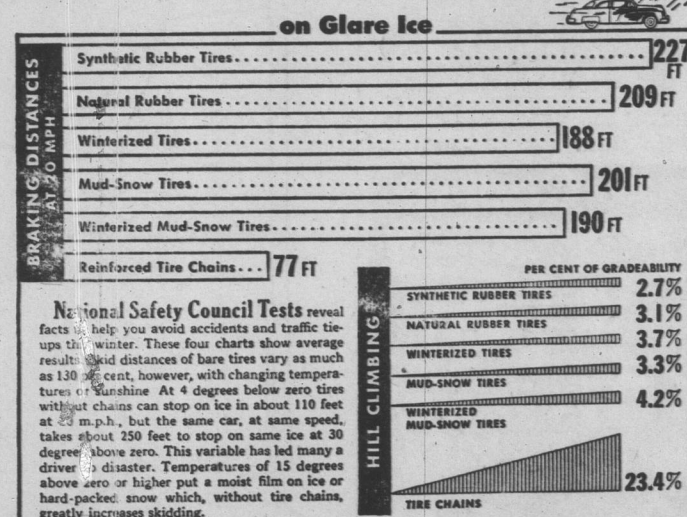 on Glare Ice
BRAKING DISTANCES
AT 20 MPH
Synthetic Rubber Tires
227 FT
Natural Rubber Tires
209 FT
Winterized Tires
188 FT
Mud-Snow Tires
201 FT
Winterized Mud-Snow Tires
190 FT
Reinforced Tire Chains
77 FT
National Safety Council Tests reveal
facts help you avoid accidents and traffic tie-
ups winter. These four charts show average
results. distances of bare tires vary as much
as 130 cent, however, with changing tempera-
tures or sunshine At 4 degrees below zero tires
without chains can stop on ice in about 110 feet
at m.p.h., but the same car, at same speed,
takes about 250 feet to stop on same ice at 30
degrees above zero. This variable has led many a
driver disaster. Temperatures of 15 degrees
above zero or higher put a moist film on ice or
hard-packed snow which, without tire chains,
greatly increases skidding.
HILL CLIMBING
PER CENT OF GRADEABILITY
SYNTHETIC RUBBER TIRES
2.7%
NATURAL RUBBER TIRES
3.1%
WINTERIZED TIRES
3.7%
MUD-SNOW TIRES
3.3%
WINTERIZED
MUD-SNOW TIRES
4.2%
TIRE CHAINS
23.4%